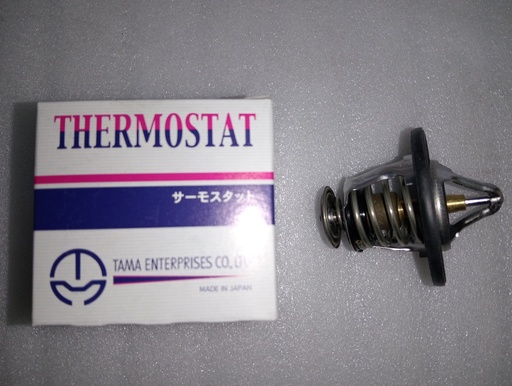 THERMOSTAT
サーモスタット
TAMA ENTERPRISES CO., LTD
MADE IN JAPAN